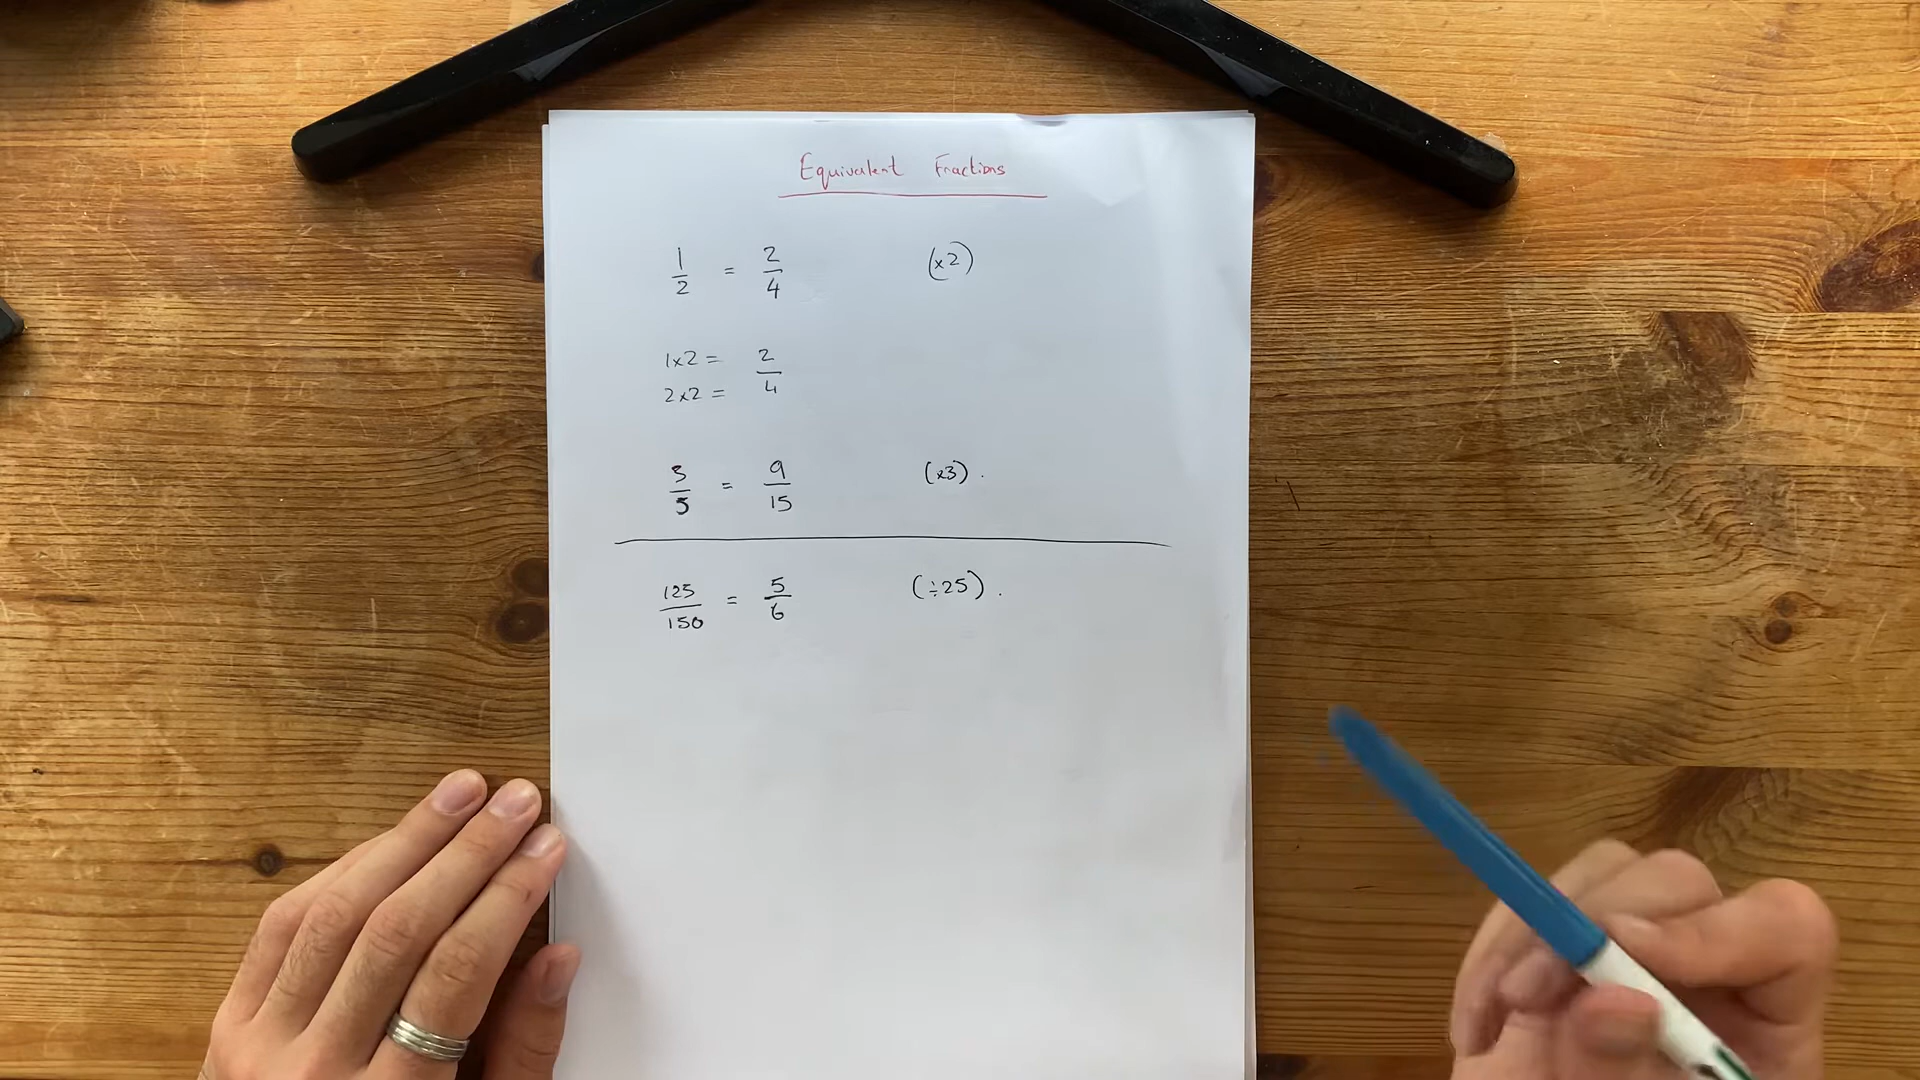 Equivalent Fractions
1/2 = 2/4 (x2)
1x2 = 2
2x2 = 4
3/5 = 9/15 (x3).
125/150 = 5/6 (÷25).